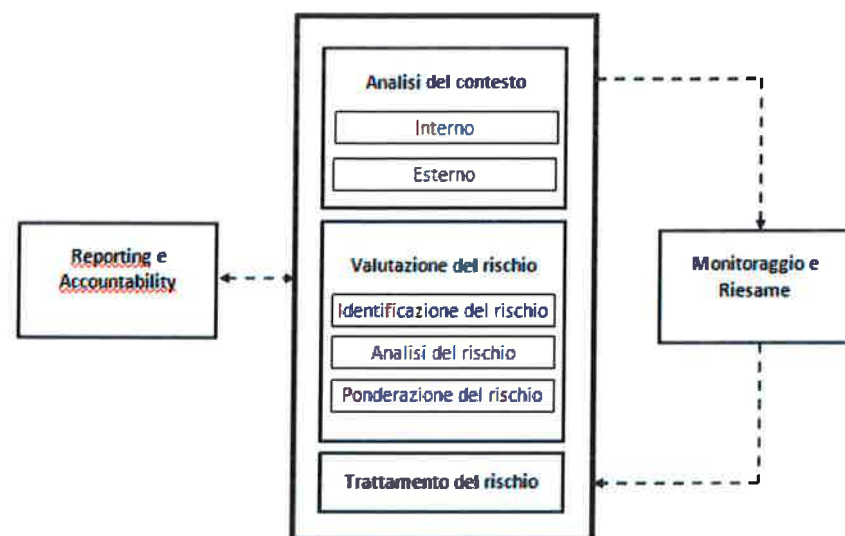 Analisi del contesto
Interno
Esterno
Reporting e
Accountability
Valutazione del rischio
Identificazione del rischio
Analisi del rischio
Ponderazione del rischio
Monitoraggio e
Riesame
Trattamento del rischio